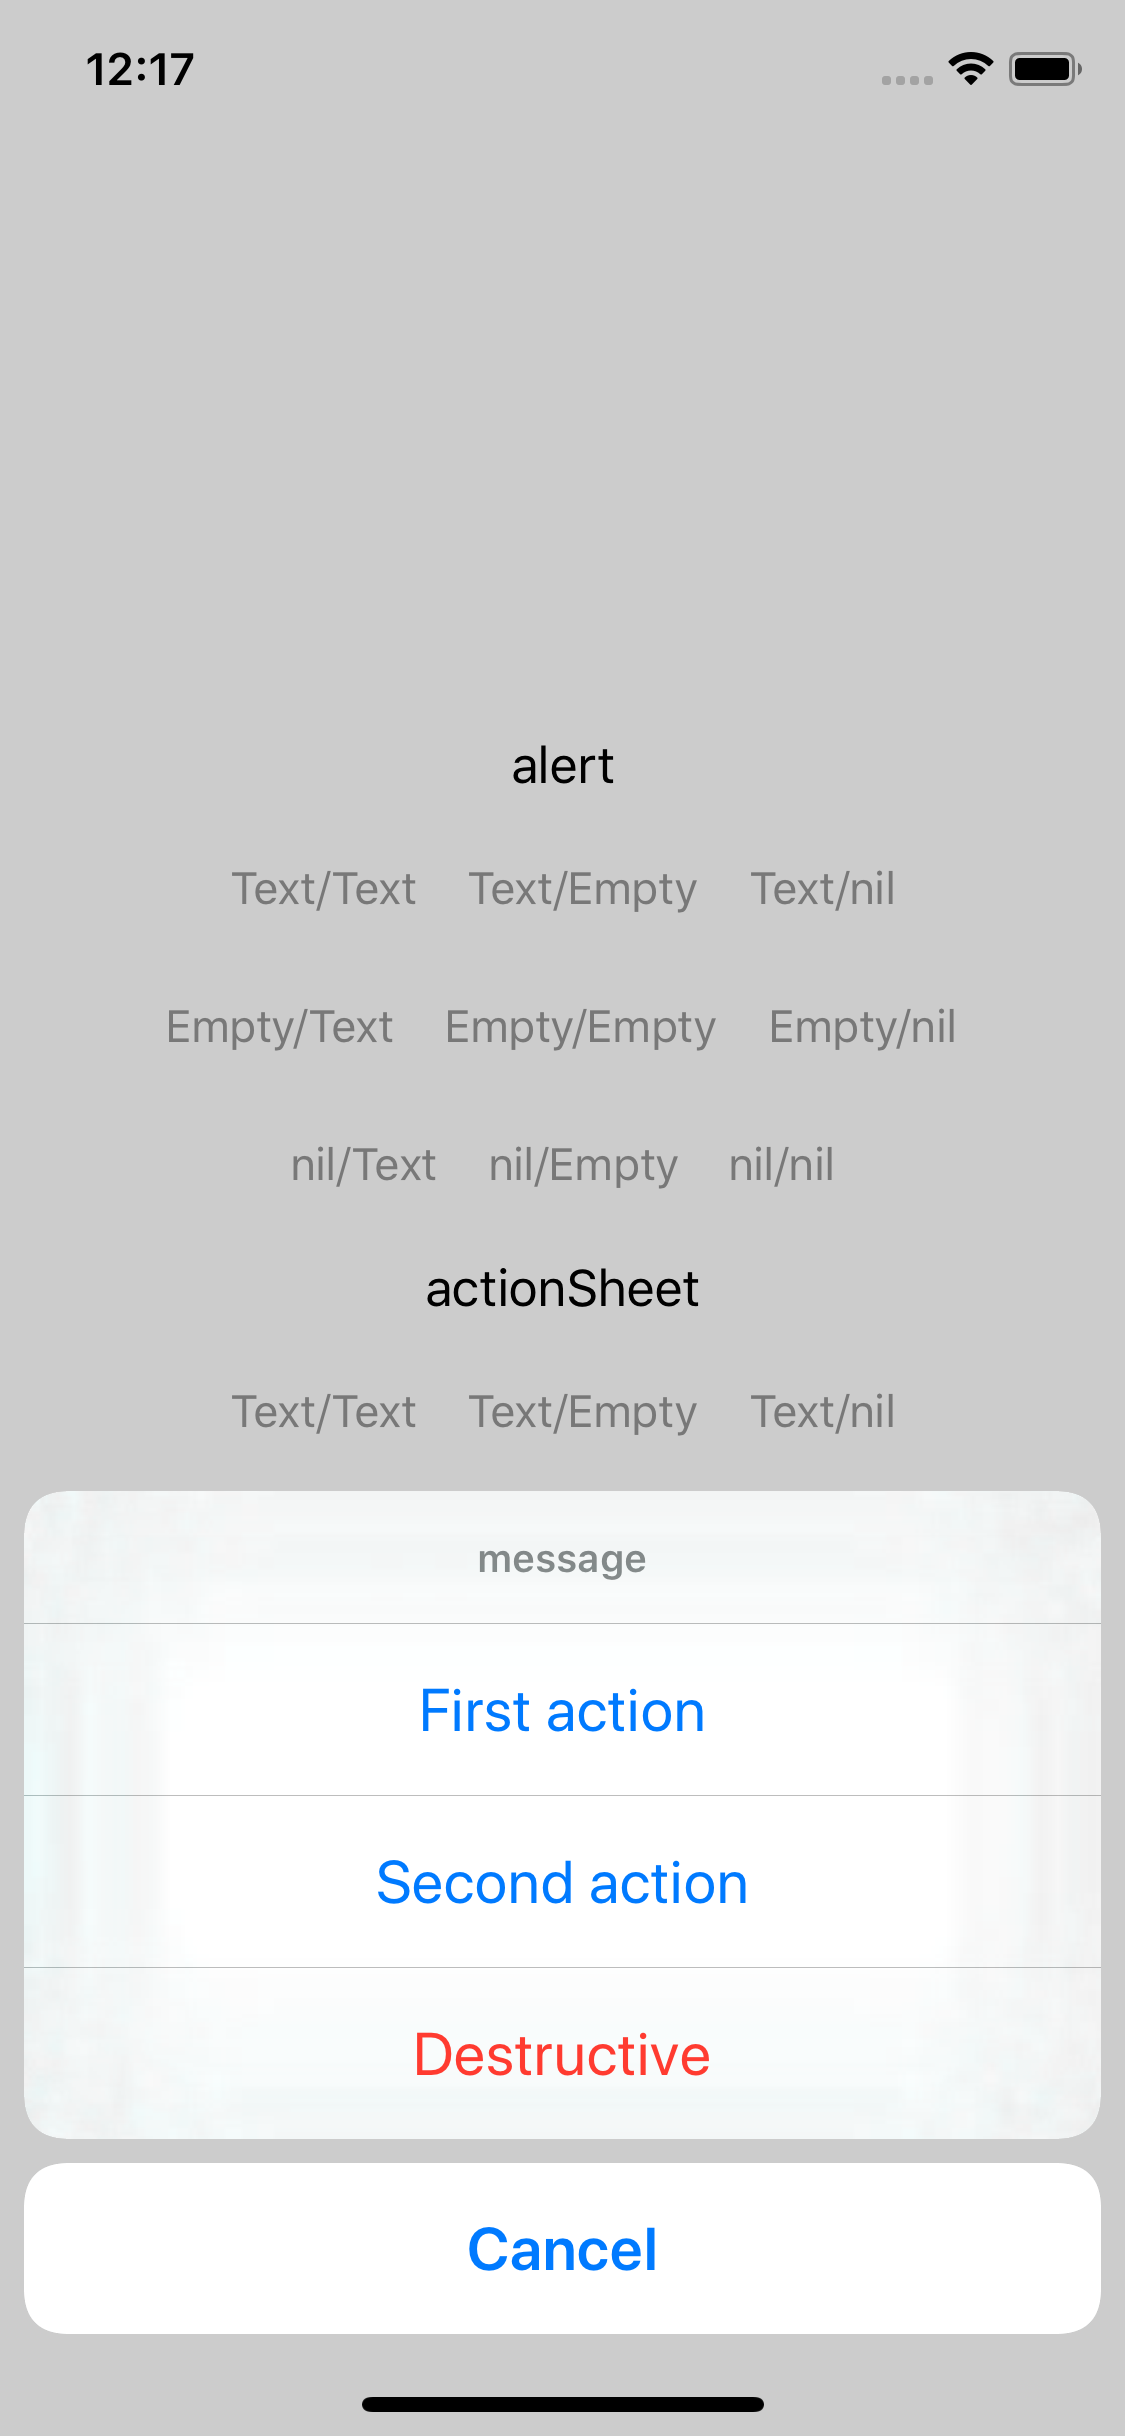 12:17
alert
Text/Text Text/Empty Text/nil
Empty/Text Empty/Empty Empty/nil
nil/Text nil/Empty nil/nil
actionSheet
Text/Text Text/Empty Text/nil
message
First action
Second action
Destructive
Cancel